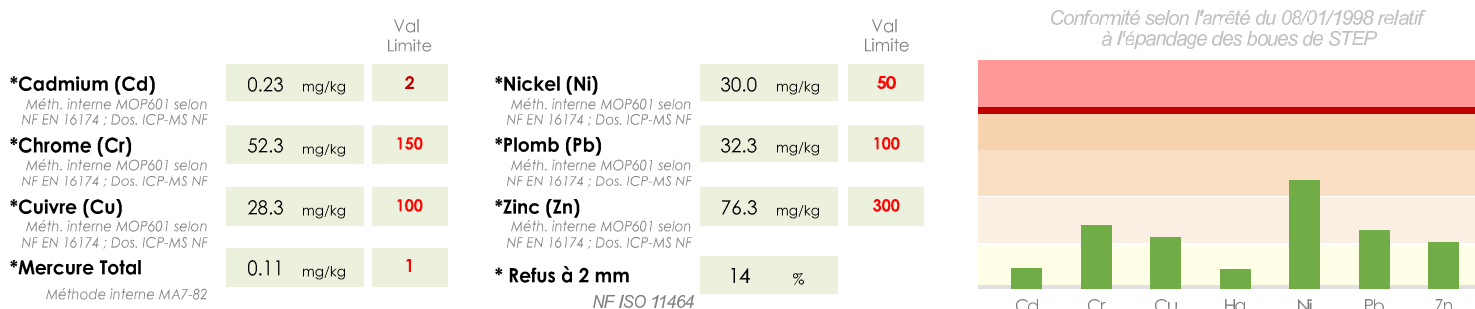 Val
Limite
*Cadmium (Cd) 0.23 mg/kg 2
Méth. interne MOP601 selon
NF EN 16174 ; Dos. ICP-MS NF
*Chrome (Cr) 52.3 mg/kg 150
Méth. interne MOP601 selon
NF EN 16174 ; Dos. ICP-MS NF
*Cuivre (Cu) 28.3 mg/kg 100
Méth. interne MOP601 selon
NF EN 16174 ; Dos. ICP-MS NF
*Mercure Total 0.11 mg/kg 1
Méthode interne MA7-82
Val
Limite
*Nickel (Ni) 30.0 mg/kg 50
Méth. interne MOP601 selon
NF EN 16174 ; Dos. ICP-MS NF
*Plomb (Pb) 32.3 mg/kg 100
Méth. interne MOP601 selon
NF EN 16174 ; Dos. ICP-MS NF
*Zinc (Zn) 76.3 mg/kg 300
Méth. interne MOP601 selon
NF EN 16174 ; Dos. ICP-MS NF
* Refus à 2 mm 14 %
NF ISO 11464
Conformité selon l'arrêté du 08/01/1998 relatif
à l'épandage des boues de STEP
Cd Cr Cu Hg Ni Pb Zn